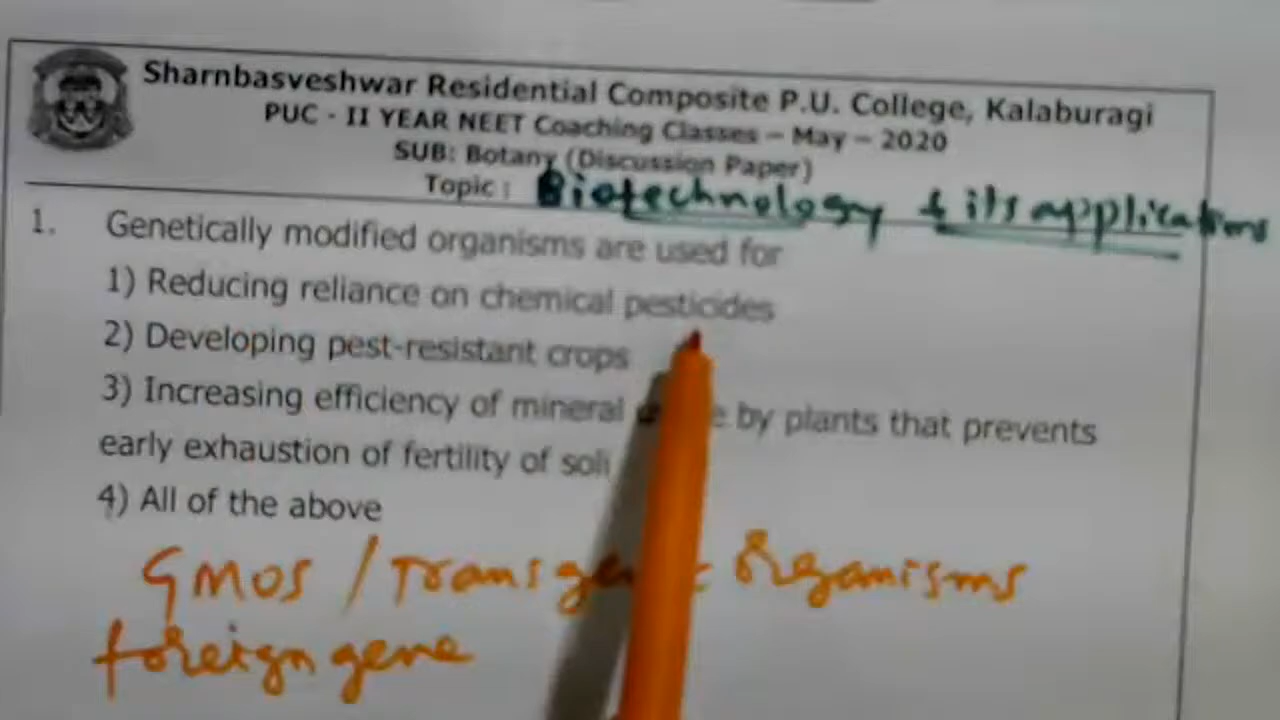 Sharnbasveshwar Residential Composite P.U. College, Kalaburagi
PUC - II YEAR NEET Coaching Classes – May – 2020
SUB: Botany (Discussion Paper)
Topic : Biotechnology & its applications
1. Genetically modified organisms are used for
1) Reducing reliance on chemical pesticides
2) Developing pest-resistant crops
3) Increasing efficiency of mineral by plants that prevents
early exhaustion of fertility of soli
4) All of the above
GMOS / Organisms
foreign gene